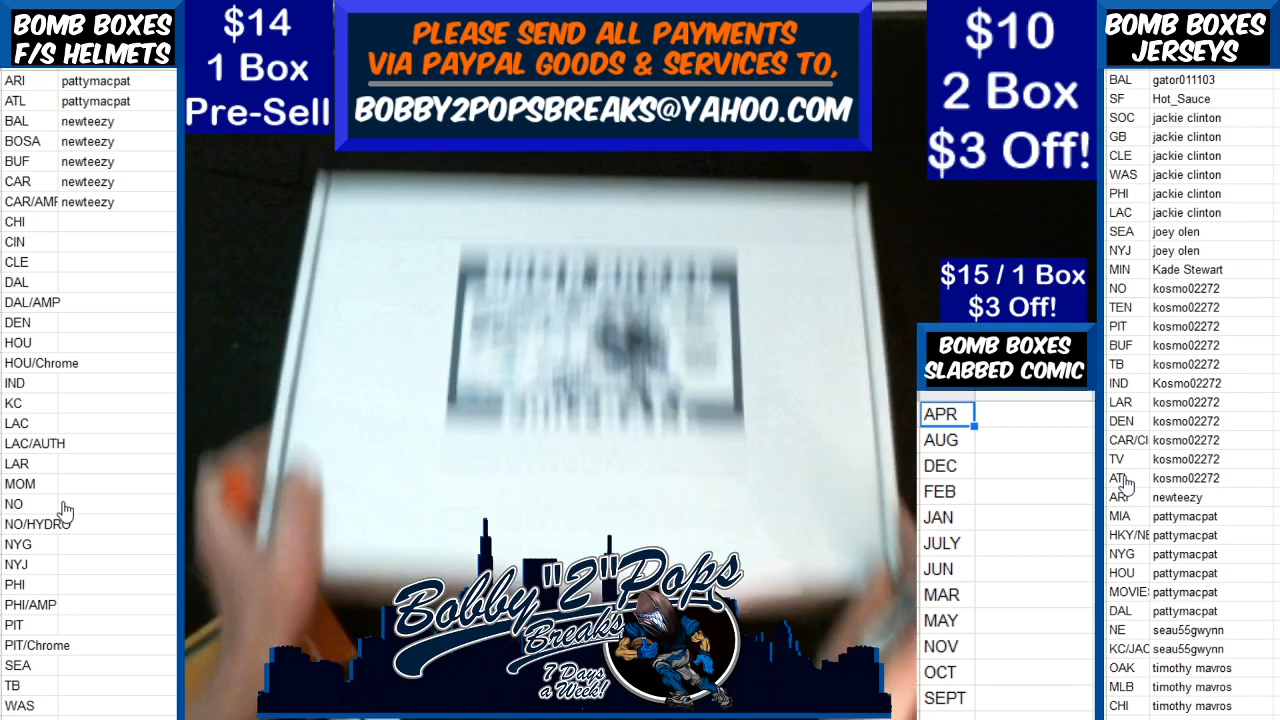 BOMB BOXES
F/S HELMETS
ARI pattymacpat
ATL pattymacpat
BAL newteezy
BOSA newteezy
BUF newteezy
CAR newteezy
CAR/AMP newteezy
CHI
CIN
CLE
DAL
DAL/AMP
DEN
HOU
HOU/Chrome
IND
KC
LAC
LAC/AUTH
LAR
MOM
NO
NO/HYDRO
NYG
NYJ
PHI
PHI/AMP
PIT
PIT/Chrome
SEA
TB
WAS
$14
1 Box
Pre-Sell
PLEASE SEND ALL PAYMENTS
VIA PAYPAL GOODS & SERVICES TO,
BOBBY2POPSBREAKS@YAHOO.COM
Bobby "2" Pops
Breaks
7 Days
a Week!
$10
2 Box
$3 Off!
$15 / 1 Box
$3 Off!
BOMB BOXES
SLABBED COMIC
APR
AUG
DEC
FEB
JAN
JULY
JUN
MAR
MAY
NOV
OCT
SEPT
BOMB BOXES
JERSEYS
BAL gator011103
SF Hot_Sauce
SOC jackie clinton
GB jackie clinton
CLE jackie clinton
WAS jackie clinton
PHI jackie clinton
LAC jackie clinton
SEA joey olen
NYJ joey olen
MIN Kade Stewart
NO kosmo02272
TEN kosmo02272
PIT kosmo02272
BUF kosmo02272
TB kosmo02272
IND Kosmo02272
LAR kosmo02272
DEN kosmo02272
CAR/CI kosmo02272
TV kosmo02272
ATL kosmo02272
ARI newteezy
MIA pattymacpat
HKY/NE pattymacpat
NYG pattymacpat
HOU pattymacpat
MOVIE pattymacpat
DAL pattymacpat
NE seau55gwynn
KC/JAC seau55gwynn
OAK timothy mavros
MLB timothy mavros
CHI timothy mavros